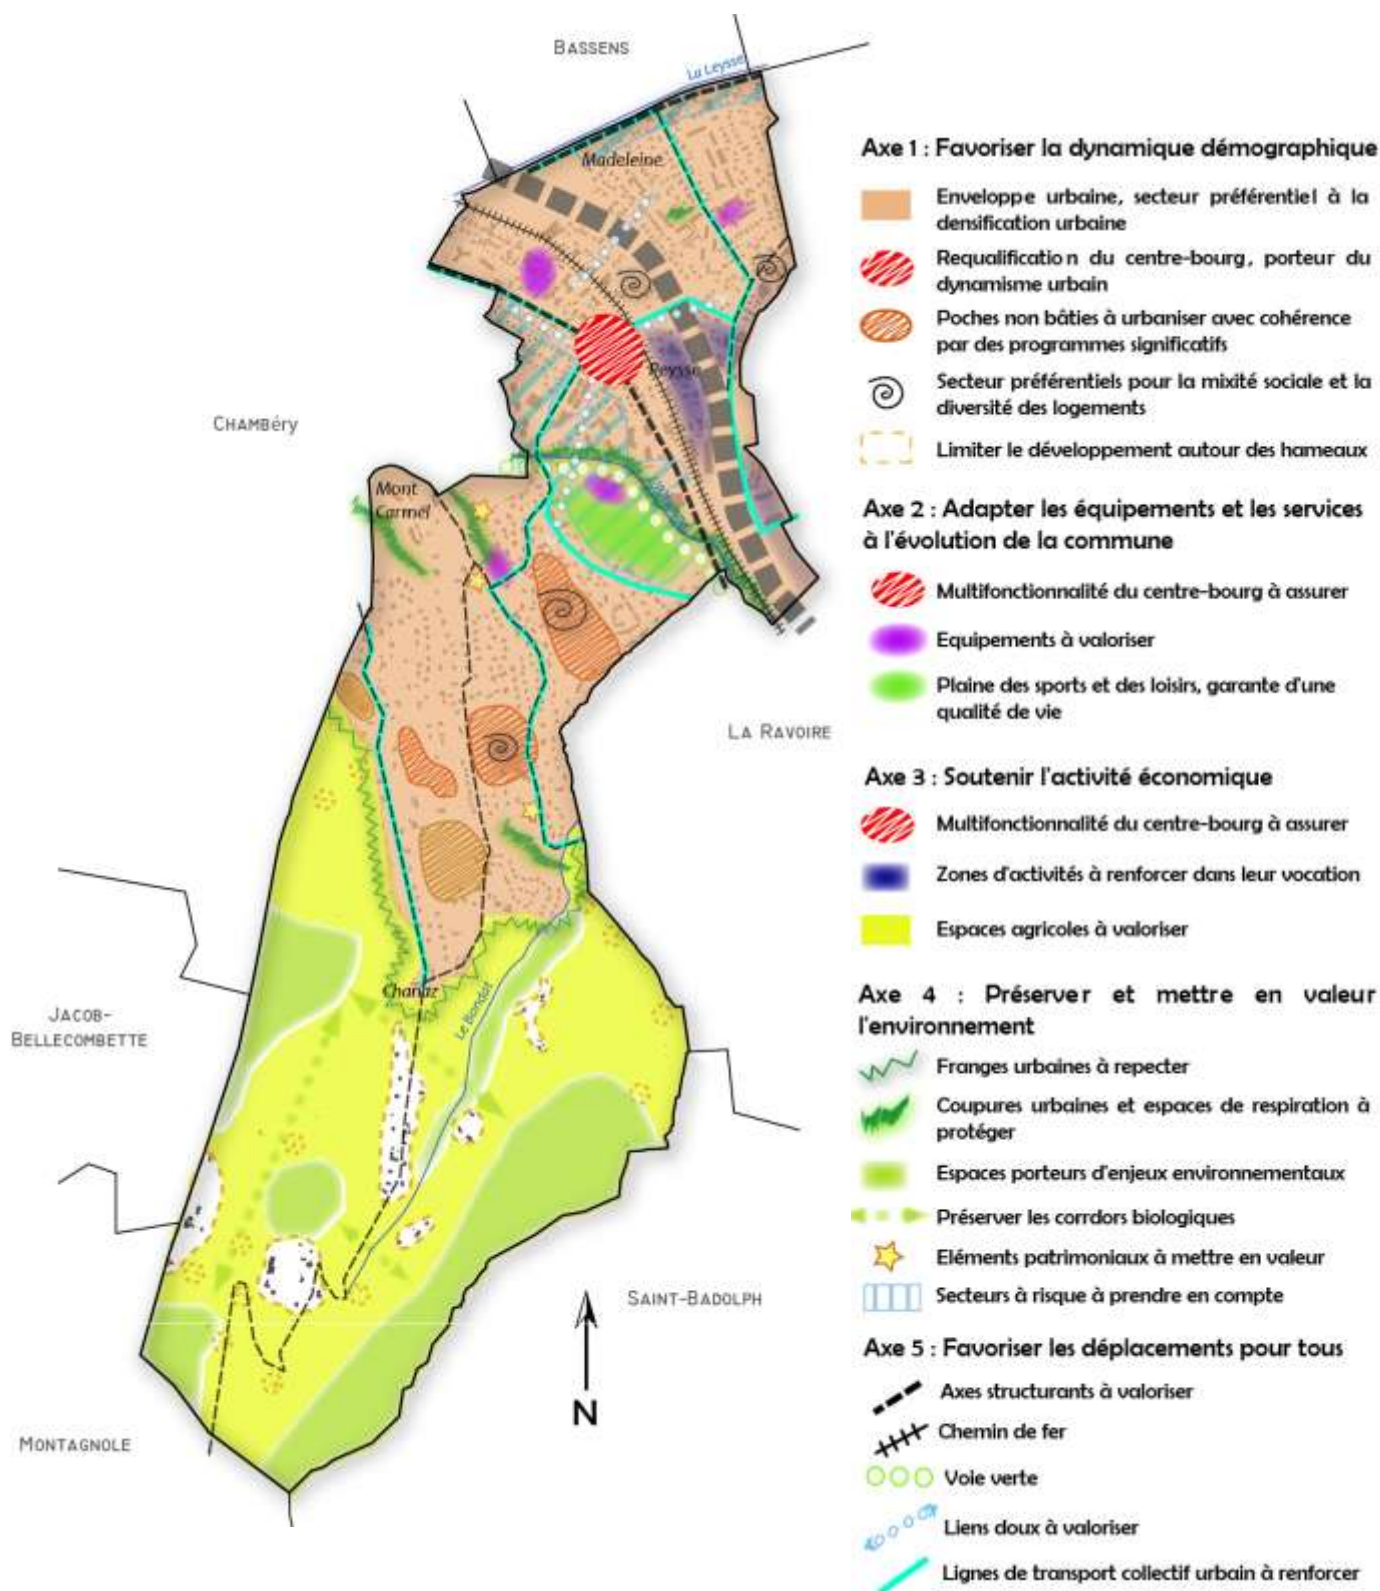 BASSENS
La Leysse
Madeleine
Reysse
CHAMBéry
Mont
Carmel
LA RAVOIRE
Chanaz
Le Bondat
JACOB-
BELLECOMBETTE
SAINT-BADOLPH
N
MONTAGNOLE
Axe 1 : Favoriser la dynamique démographique
Enveloppe urbaine, secteur préférentiel à la
densification urbaine
Requalification du centre-bourg, porteur du
dynamisme urbain
Poches non bâties à urbaniser avec cohérence
par des programmes significatifs
Secteur préférentiels pour la mixité sociale et la
diversité des logements
Limiter le développement autour des hameaux
Axe 2 : Adapter les équipements et les services
à l'évolution de la commune
Multifonctionnalité du centre-bourg à assurer
Equipements à valoriser
Plaine des sports et des loisirs, garante d'une
qualité de vie
Axe 3 : Soutenir l'activité économique
Multifonctionnalité du centre-bourg à assurer
Zones d'activités à renforcer dans leur vocation
Espaces agricoles à valoriser
Axe 4 : Préserver et mettre en valeur
l'environnement
Franges urbaines à repecter
Coupures urbaines et espaces de respiration à
protéger
Espaces porteurs d'enjeux environnementaux
Préserver les corrdors biologiques
Eléments patrimoniaux à mettre en valeur
Secteurs à risque à prendre en compte
Axe 5 : Favoriser les déplacements pour tous
Axes structurants à valoriser
Chemin de fer
Voie verte
Liens doux à valoriser
Lignes de transport collectif urbain à renforcer